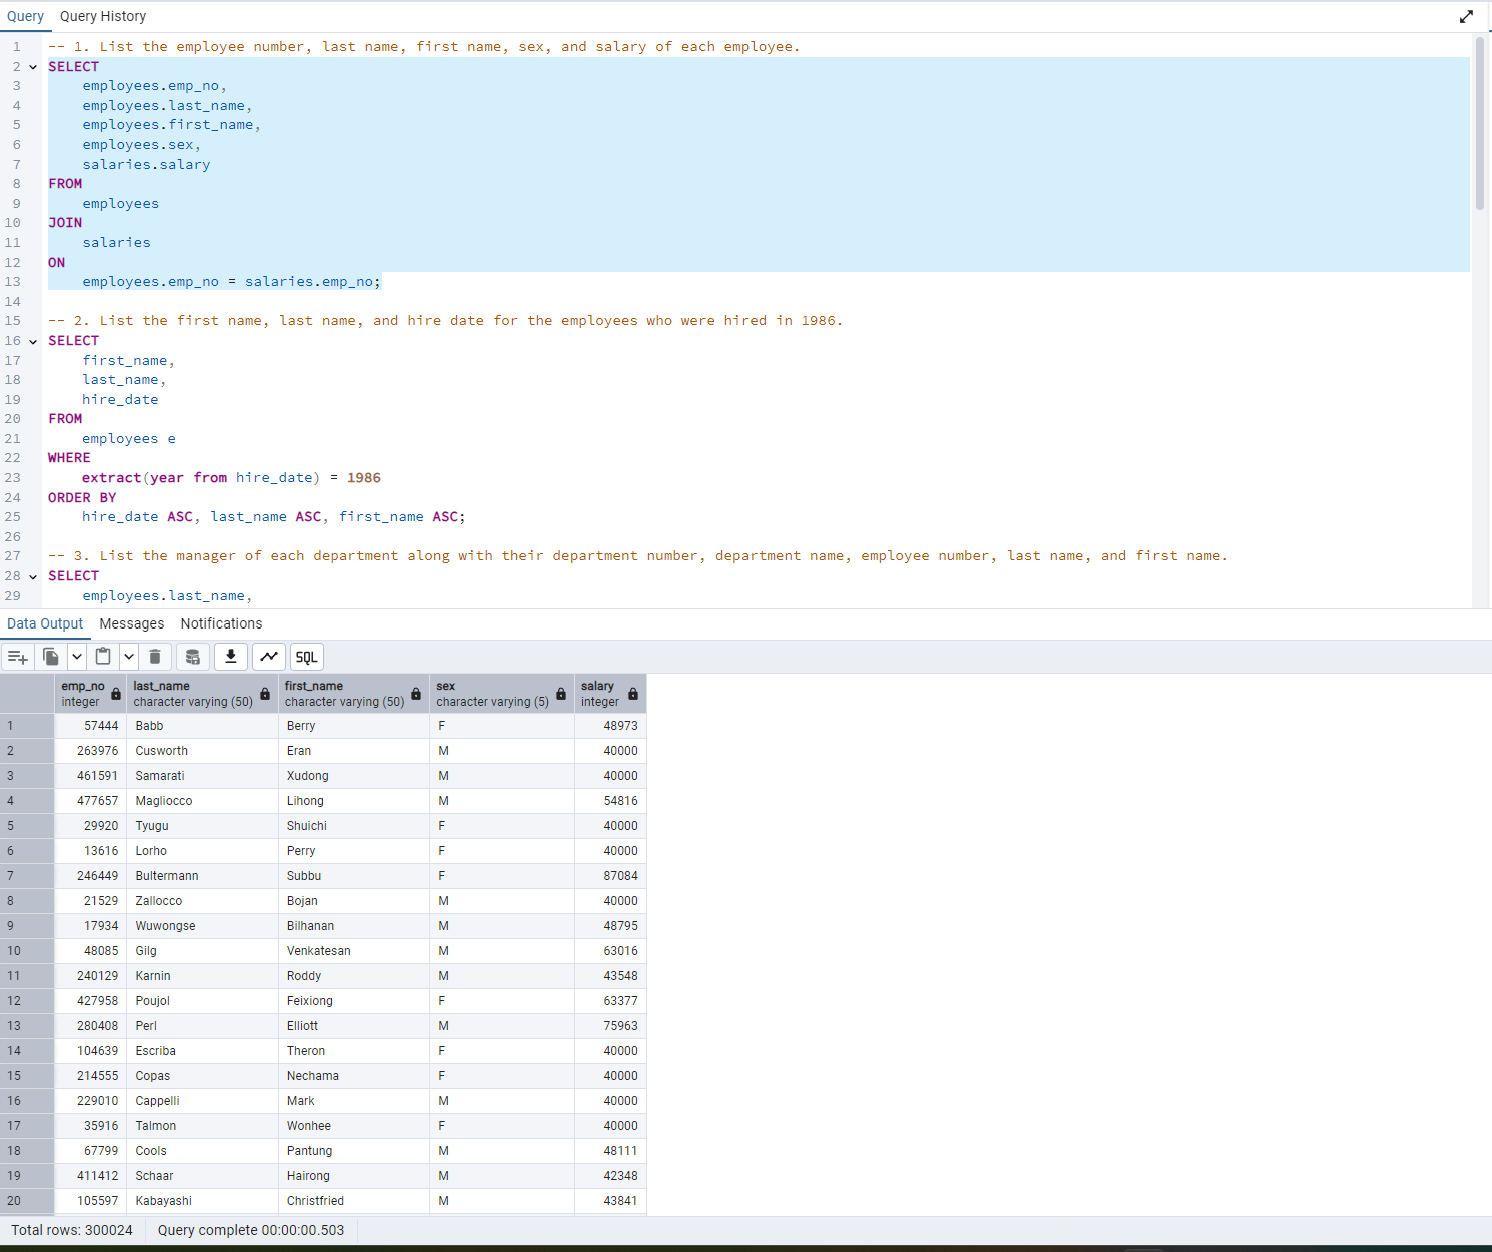 Query Query History
1 -- 1. List the employee number, last name, first name, sex, and salary of each employee.
2 SELECT
3 employees.emp_no,
4 employees.last_name,
5 employees.first_name,
6 employees.sex,
7 salaries.salary
8 FROM
9 employees
10 JOIN
11 salaries
12 ON
13 employees.emp_no = salaries.emp_no;
14
15 -- 2. List the first name, last name, and hire date for the employees who were hired in 1986.
16 SELECT
17 first_name,
18 last_name,
19 hire_date
20 FROM
21 employees e
22 WHERE
23 extract(year from hire_date) = 1986
24 ORDER BY
25 hire_date ASC, last_name ASC, first_name ASC;
26
27 -- 3. List the manager of each department along with their department number, department name, employee number, last name, and first name.
28 SELECT
29 employees.last_name,
Data Output Messages Notifications
SQL
emp_no last_name first_name sex salary
integer character varying (50) character varying (50) character varying (5) integer
1 57444 Babb Berry F 48973
2 263976 Cusworth Eran M 40000
3 461591 Samarati Xudong M 40000
4 477657 Magliocco Lihong M 54816
5 29920 Tyugu Shuichi F 40000
6 13616 Lorho Perry F 40000
7 246449 Bultermann Subbu F 87084
8 21529 Zallocco Bojan M 40000
9 17934 Wuwongse Bilhanan M 48795
10 48085 Gilg Venkatesan M 63016
11 240129 Karnin Roddy M 43548
12 427958 Poujol Feixiong F 63377
13 280408 Perl Elliott M 75963
14 104639 Escriba Theron F 40000
15 214555 Copas Nechama F 40000
16 229010 Cappelli Mark M 40000
17 35916 Talmon Wonhee F 40000
18 67799 Cools Pantung M 48111
19 411412 Schaar Hairong M 42348
20 105597 Kabayashi Christfried M 43841
Total rows: 300024 Query complete 00:00:00.503